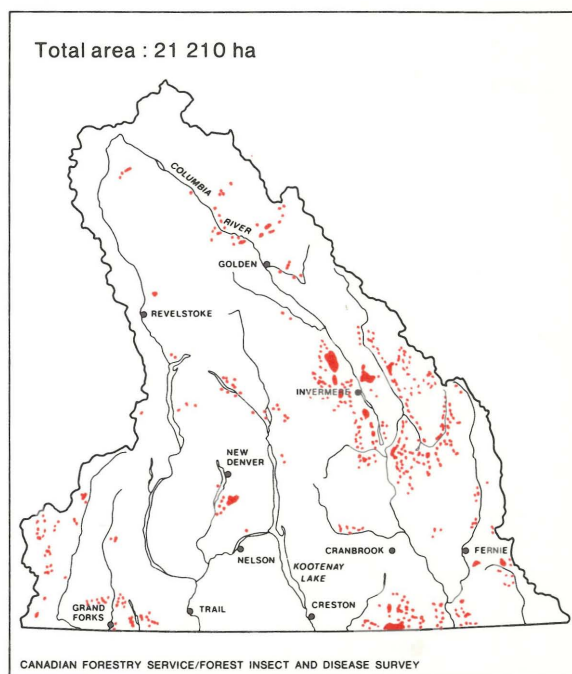 Total area : 21 210 ha
COLUMBIA
RIVER
GOLDEN
REVELSTOKE
INVERMERE
NEW
DENVER
NELSON
KOOTENAY
LAKE
CRANBROOK
FERNIE
GRAND
FORKS
TRAIL
CRESTON
CANADIAN FORESTRY SERVICE/FOREST INSECT AND DISEASE SURVEY